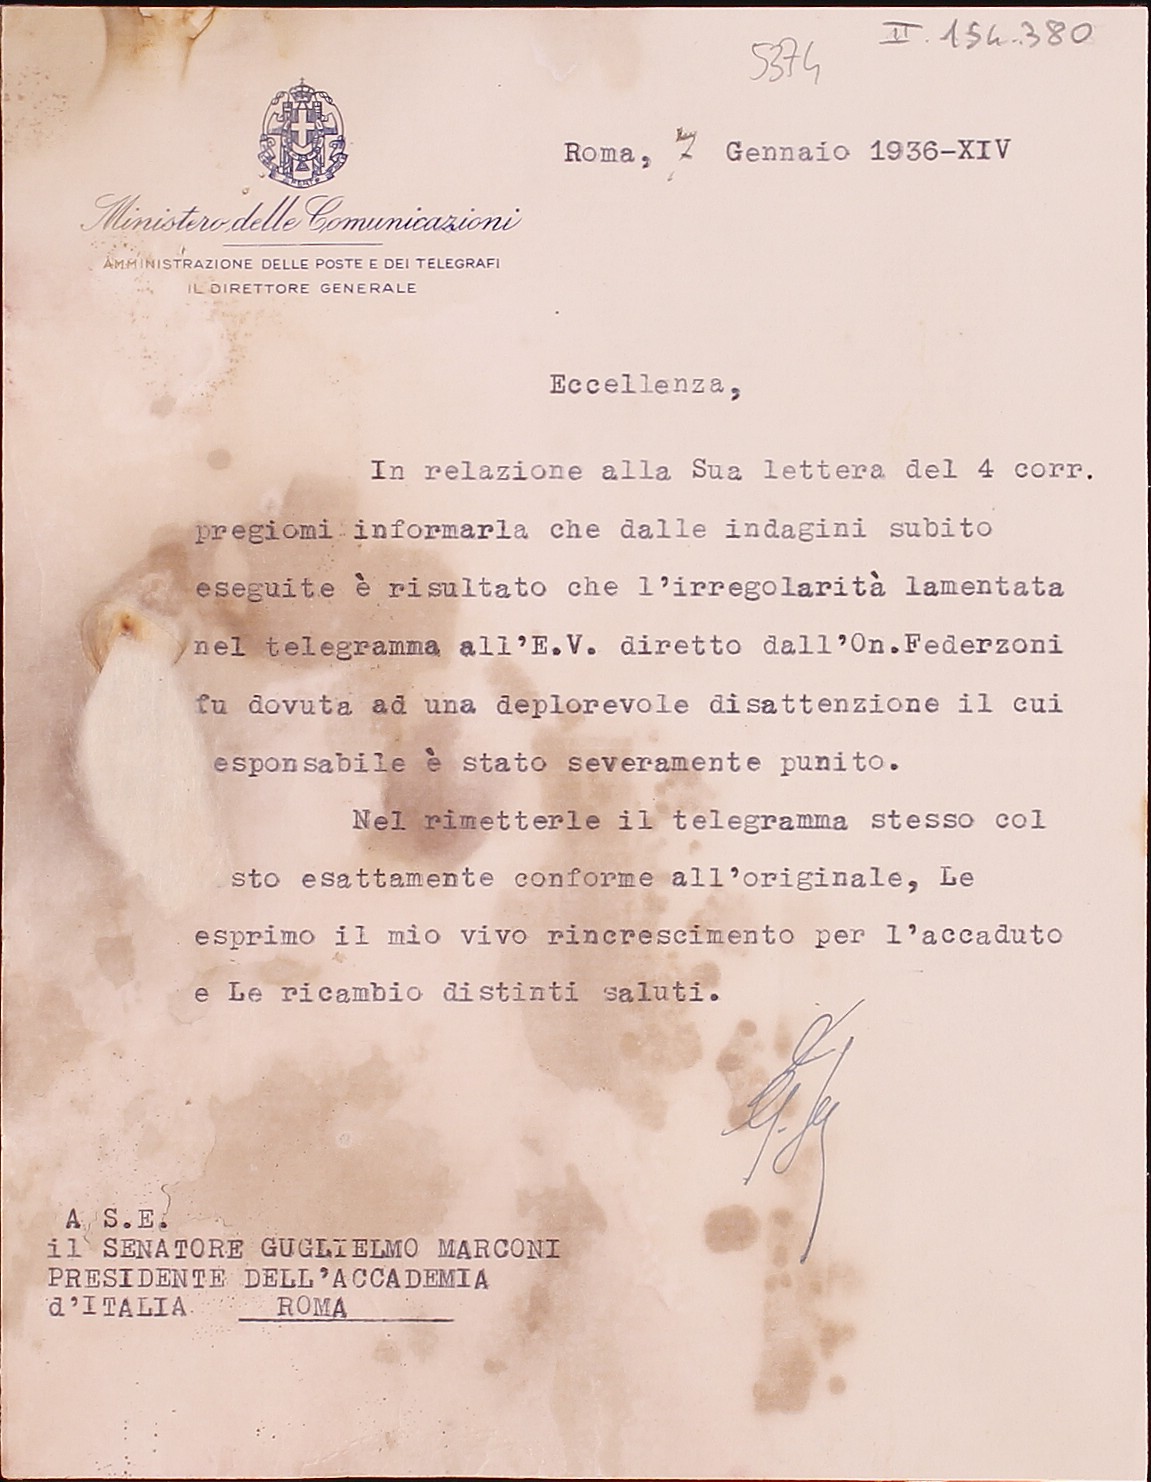 II. 154.380
5374
Roma, 7 Gennaio 1936-XIV
Ministero delle Comunicazioni
AMMINISTRAZIONE DELLE POSTE E DEI TELEGRAFI
IL DIRETTORE GENERALE
Eccellenza,
In relazione alla Sua lettera del 4 corr.
pregiomi informarla che dalle indagini subito
eseguite è risultato che l'irregolarità lamentata
nel telegramma all'E.V. diretto dall'On.Federzoni
fu dovuta ad una deplorevole disattenzione il cui
esponsabile è stato severamente punito.
Nel rimetterle il telegramma stesso col
sto esattamente conforme all'originale, Le
esprimo il mio vivo rincrescimento per l'accaduto
e Le ricambio distinti saluti.
A S.E.
il SENATORE GUGLIELMO MARCONI
PRESIDENTE DELL'ACCADEMIA
d'ITALIA ROMA